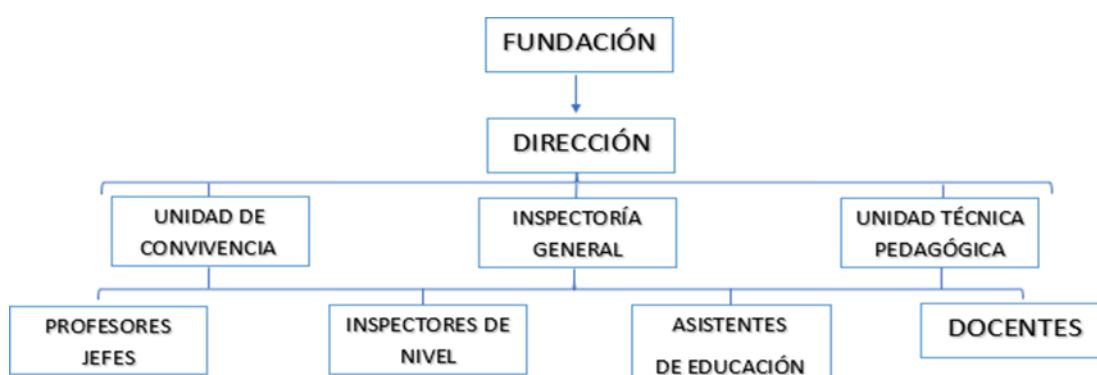 FUNDACIÓN
DIRECCIÓN
UNIDAD DE
CONVIVENCIA
INSPECTORÍA
GENERAL
UNIDAD TÉCNICA
PEDAGÓGICA
PROFESORES
JEFES
INSPECTORES DE
NIVEL
ASISTENTES
DE EDUCACIÓN
DOCENTES